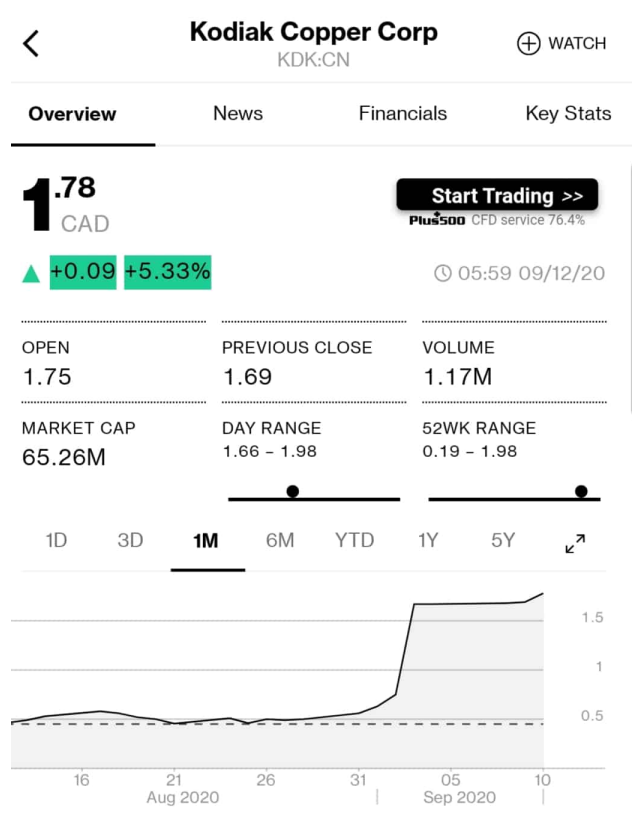 Kodiak Copper Corp
KDK:CN
WATCH
Overview News Financials Key Stats
1.78
CAD
Start Trading >>
Plus500 CFD service 76.4%
+0.09 +5.33%
05:59 09/12/20
OPEN PREVIOUS CLOSE VOLUME
1.75 1.69 1.17M
MARKET CAP DAY RANGE 52WK RANGE
65.26M 1.66 – 1.98 0.19 – 1.98
1D 3D 1M 6M YTD 1Y 5Y
1.5
1
0.5
16 21 26 31 05 10
Aug 2020 Sep 2020